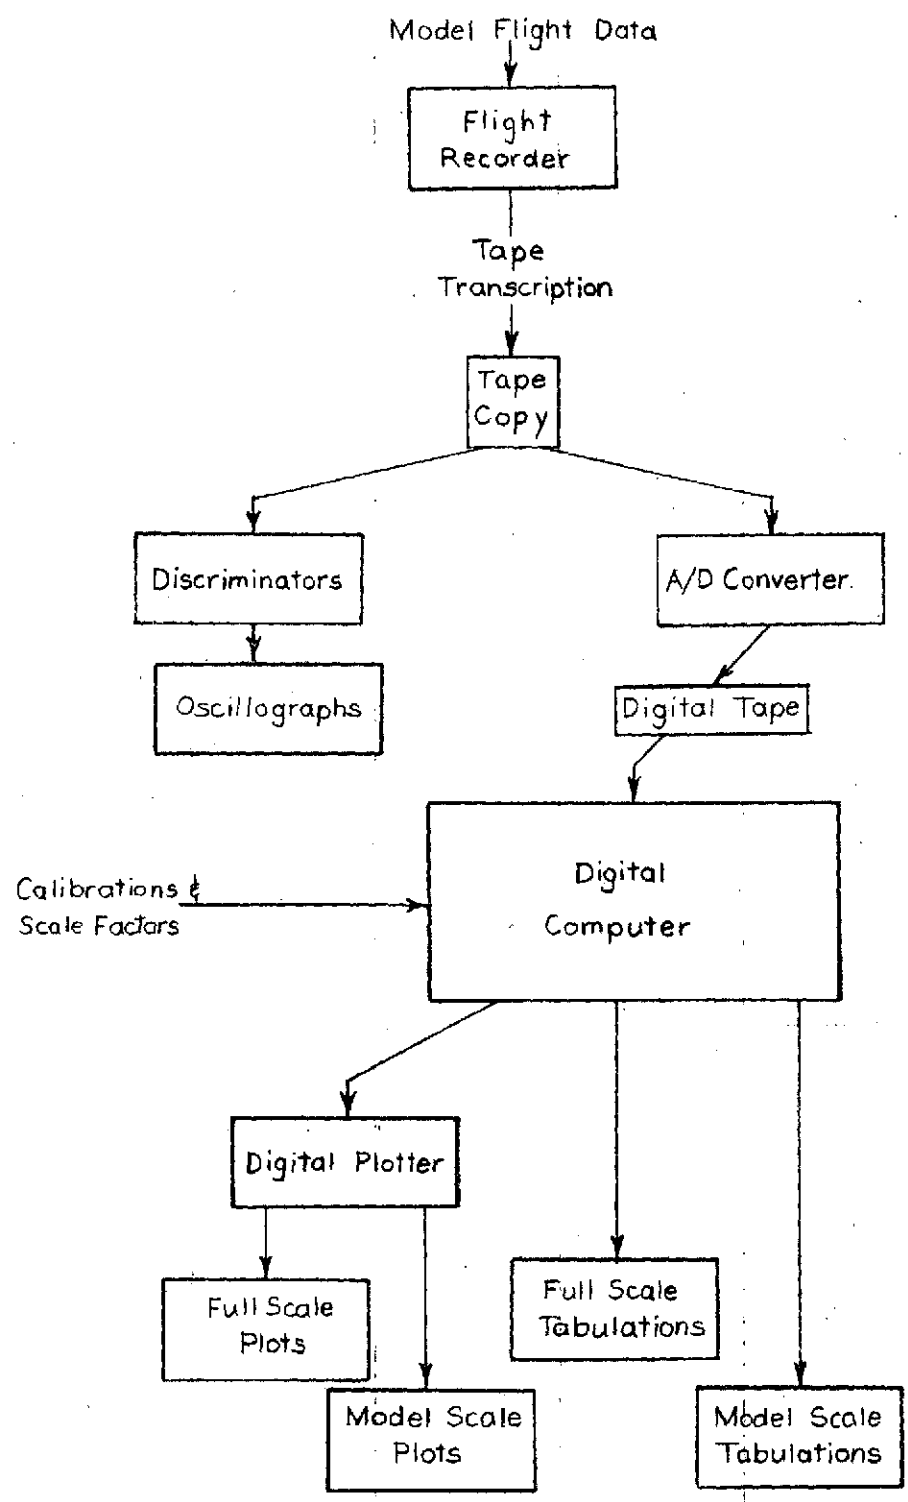 Model Flight Data
Flight
Recorder
Tape
Transcription
Tape
Copy
Discriminators
A/D Converter.
Oscillographs
Digital Tape
Calibrations &
Scale Factors
Digital
Computer
Digital Plotter
Full Scale
Plots
Full Scale
Tabulations
Model Scale
Plots
Model Scale
Tabulations